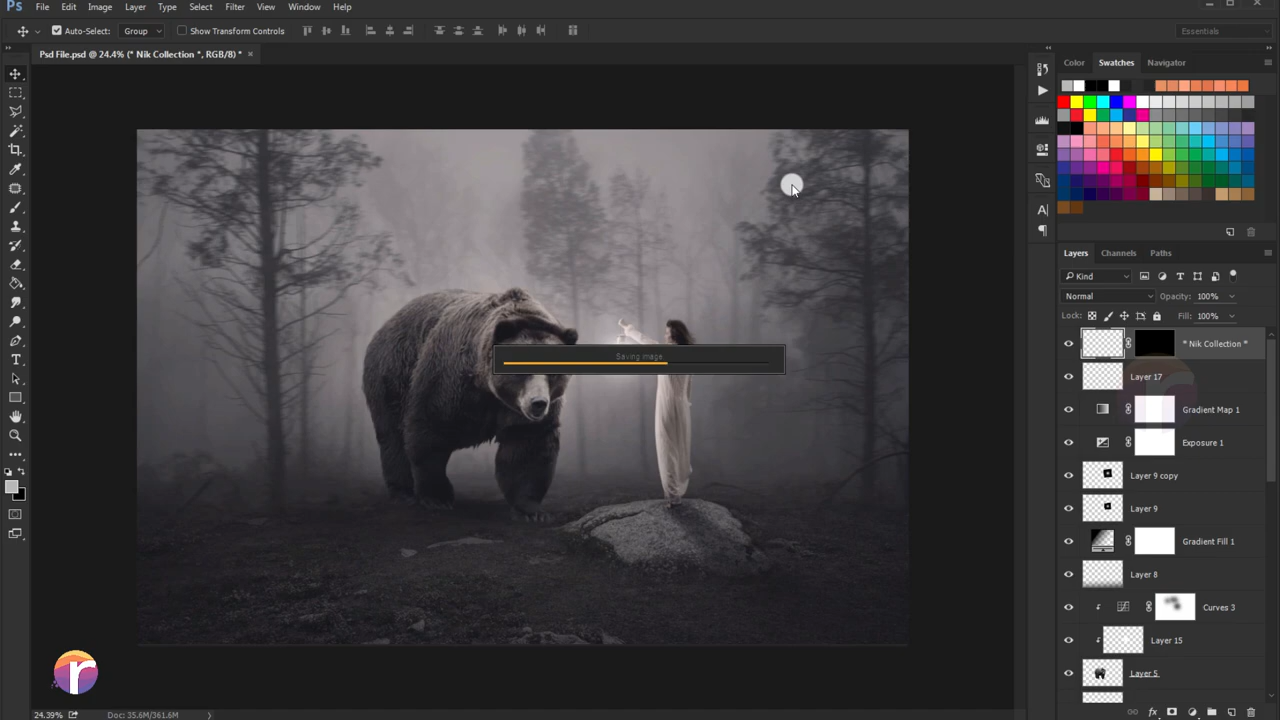 Ps File Edit Image Layer Type Select Filter View Window Help
Auto-Select: Group Show Transform Controls Essentials
Psd File.psd @ 24.4% (* Nik Collection *, RGB/8) * ×
Color Swatches Navigator
Layers Channels Paths
Kind
Normal Opacity: 100%
Lock: Fill: 100%
* Nik Collection *
Saving Image
Layer 17
Gradient Map 1
Exposure 1
Layer 9 copy
Layer 9
Gradient Fill 1
Layer 8
Curves 3
Layer 15
Layer 5
24.39% Doc: 35.6M/361.6M